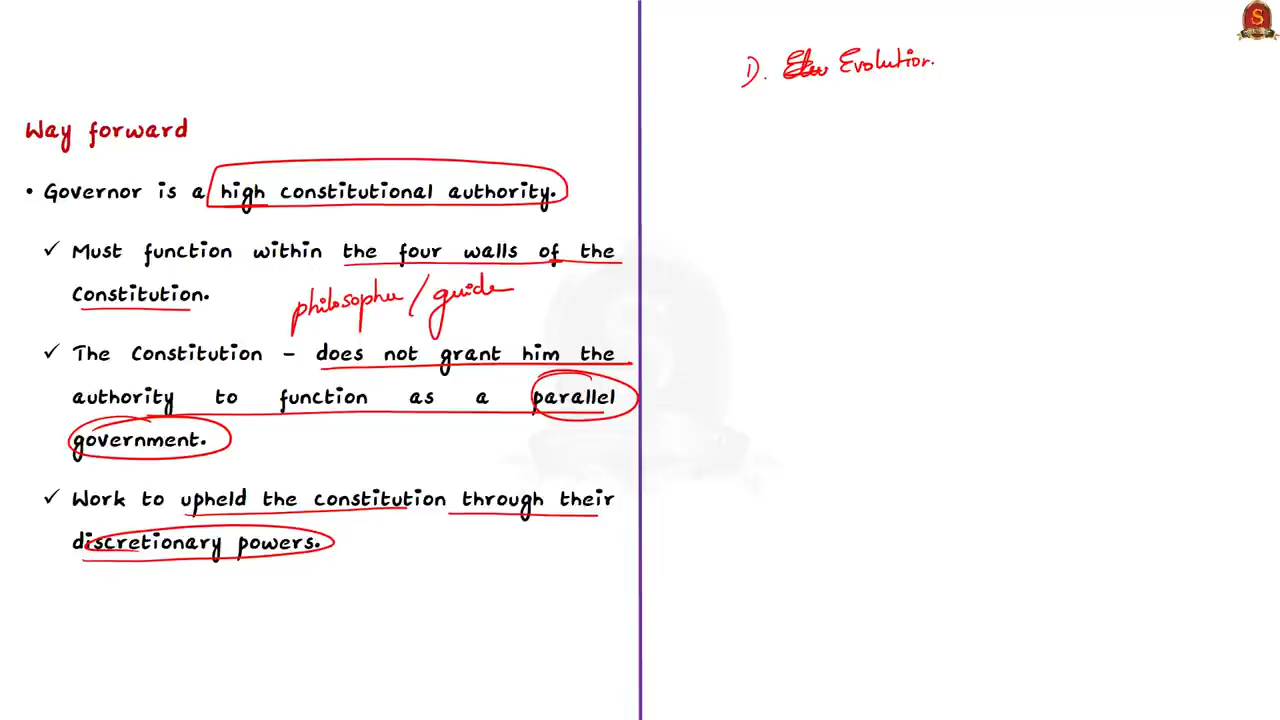 Way forward
• Governor is a high constitutional authority.
✓ Must function within the four walls of the
Constitution.
philosopher/guide
✓ The Constitution – does not grant him the
authority to function as a parallel
government.
✓ Work to upheld the constitution through their
discretionary powers.
D. Evolution.
S